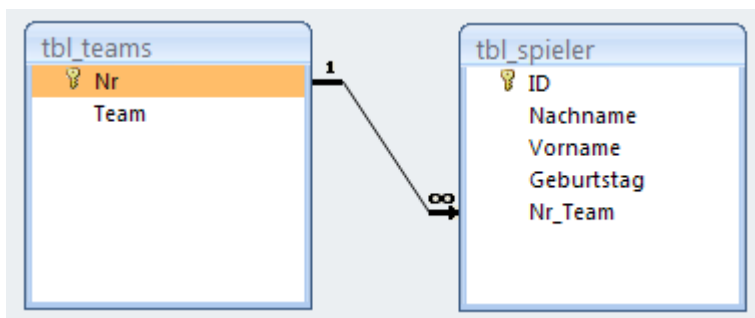 tbl_teams
Nr
Team
1
∞
tbl_spieler
ID
Nachname
Vorname
Geburtstag
Nr_Team